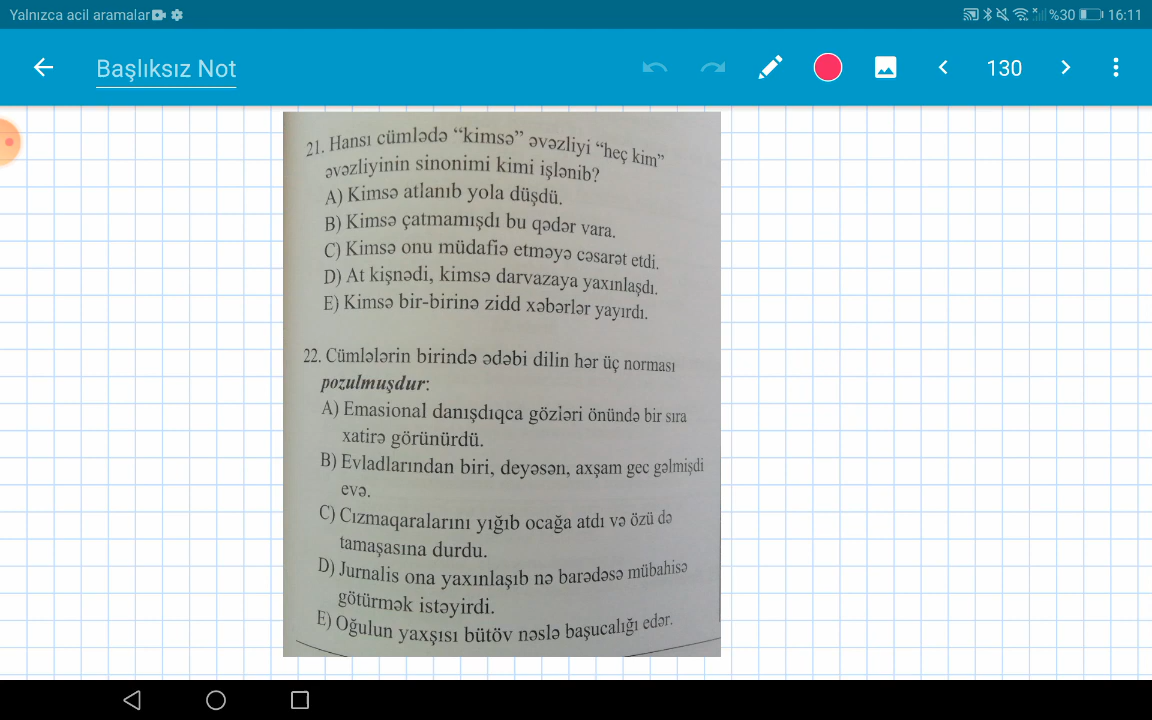 Yalnızca acil aramalar
%30 16:11
Başlıksız Not
130
21. Hansı cümlədə “kimsə” əvəzliyi “heç kim”
əvəzliyinin sinonimi kimi işlənib?
A) Kimsə atlanıb yola düşdü.
B) Kimsə çatmamışdı bu qədər vara.
C) Kimsə onu müdafiə etməyə cəsarət etdi.
D) At kişnədi, kimsə darvazaya yaxınlaşdı.
E) Kimsə bir-birinə zidd xəbərlər yayırdı.
22. Cümlələrin birində ədəbi dilin hər üç norması
pozulmuşdur:
A) Emasional danışdıqca gözləri önündə bir sıra
xatirə görünürdü.
B) Evladlarından biri, deyəsən, axşam gec gəlmişdi
evə.
C) Cızmaqaralarını yığıb ocağa atdı və özü də
tamaşasına durdu.
D) Jurnalis ona yaxınlaşıb nə barədəsə mübahisə
götürmək istəyirdi.
E) Oğulun yaxşısı bütöv nəslə başucalığı edər.